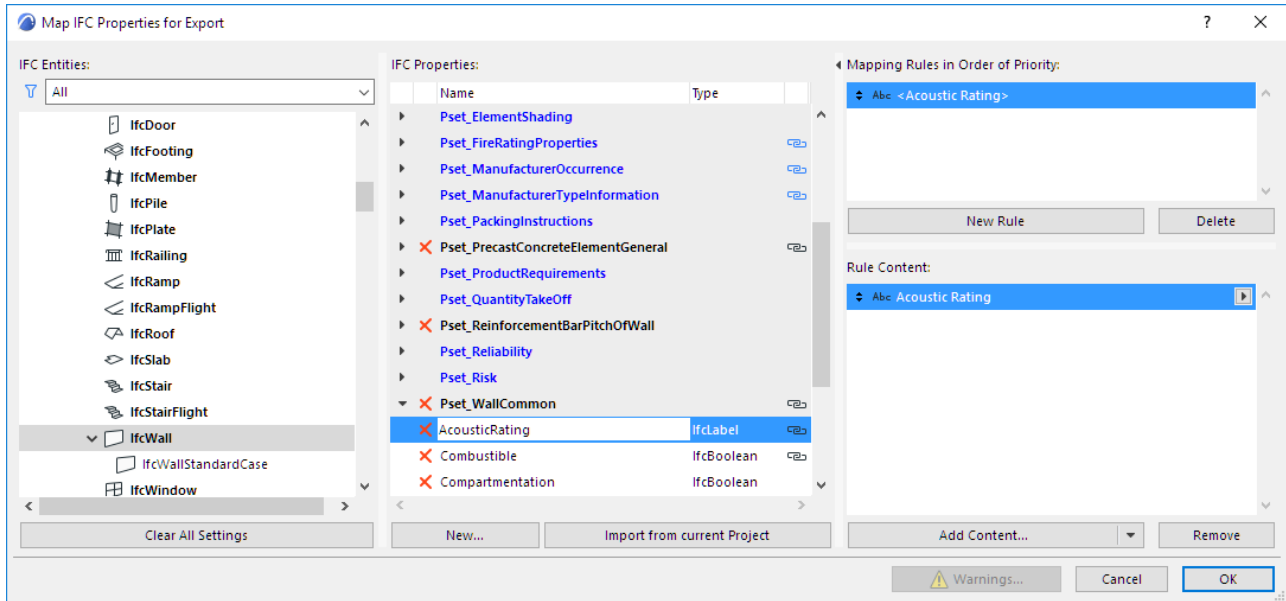 Map IFC Properties for Export
?
IFC Entities:
All
IfcDoor
IfcFooting
IfcMember
IfcPile
IfcPlate
IfcRailing
IfcRamp
IfcRampFlight
IfcRoof
IfcSlab
IfcStair
IfcStairFlight
IfcWall
IfcWallStandardCase
IfcWindow
Clear All Settings
IFC Properties:
Name Type
Pset_ElementShading
Pset_FireRatingProperties
Pset_ManufacturerOccurrence
Pset_ManufacturerTypeInformation
Pset_PackingInstructions
Pset_PrecastConcreteElementGeneral
Pset_ProductRequirements
Pset_QuantityTakeOff
Pset_ReinforcementBarPitchOfWall
Pset_Reliability
Pset_Risk
Pset_WallCommon
AcousticRating IfcLabel
Combustible IfcBoolean
Compartmentation IfcBoolean
New... Import from current Project
Mapping Rules in Order of Priority:
Abc <Acoustic Rating>
New Rule Delete
Rule Content:
Abc Acoustic Rating
Add Content... Remove
Warnings... Cancel OK